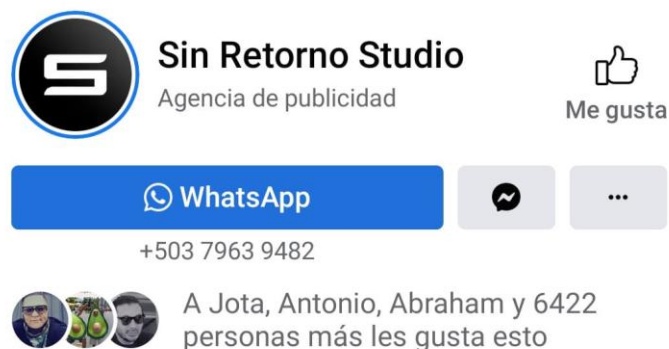 Sin Retorno Studio
Agencia de publicidad
Me gusta
WhatsApp
+503 7963 9482
A Jota, Antonio, Abraham y 6422
personas más les gusta esto